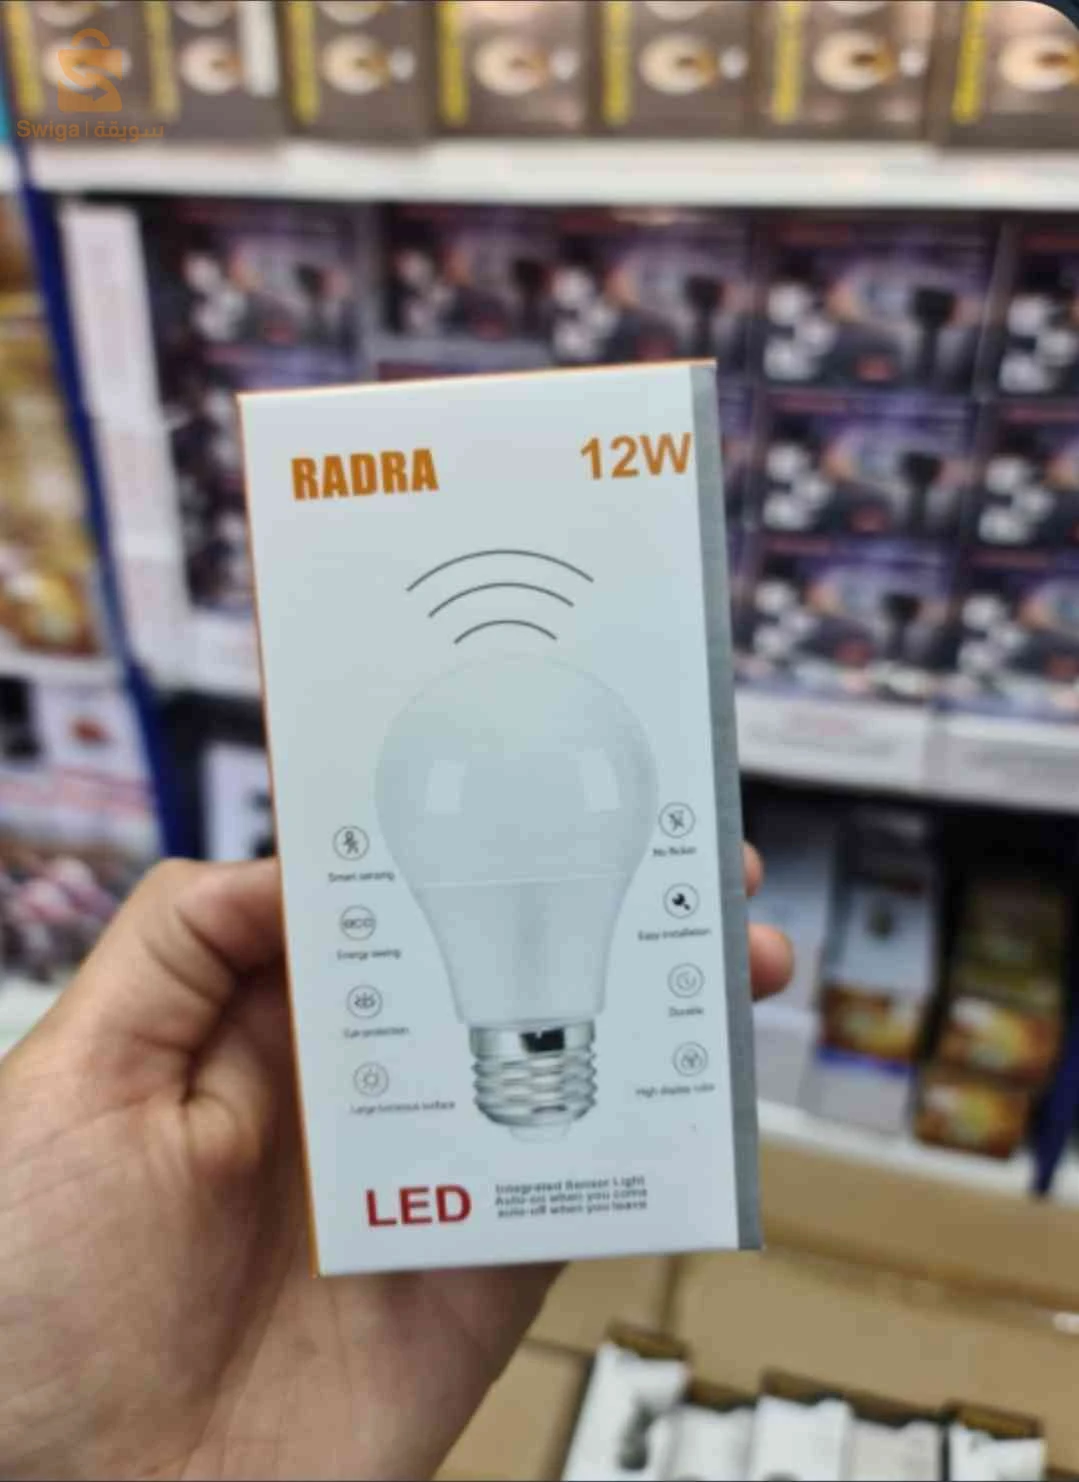 Swiga | سويقة
RADRA
12W
Smart sensing
No flicker
eco
Energy saving
Easy installation
Eye protection
Durable
Large luminous surface
High display color
LED
Integrated Sensor Light
Auto-on when you come
auto-off when you leave